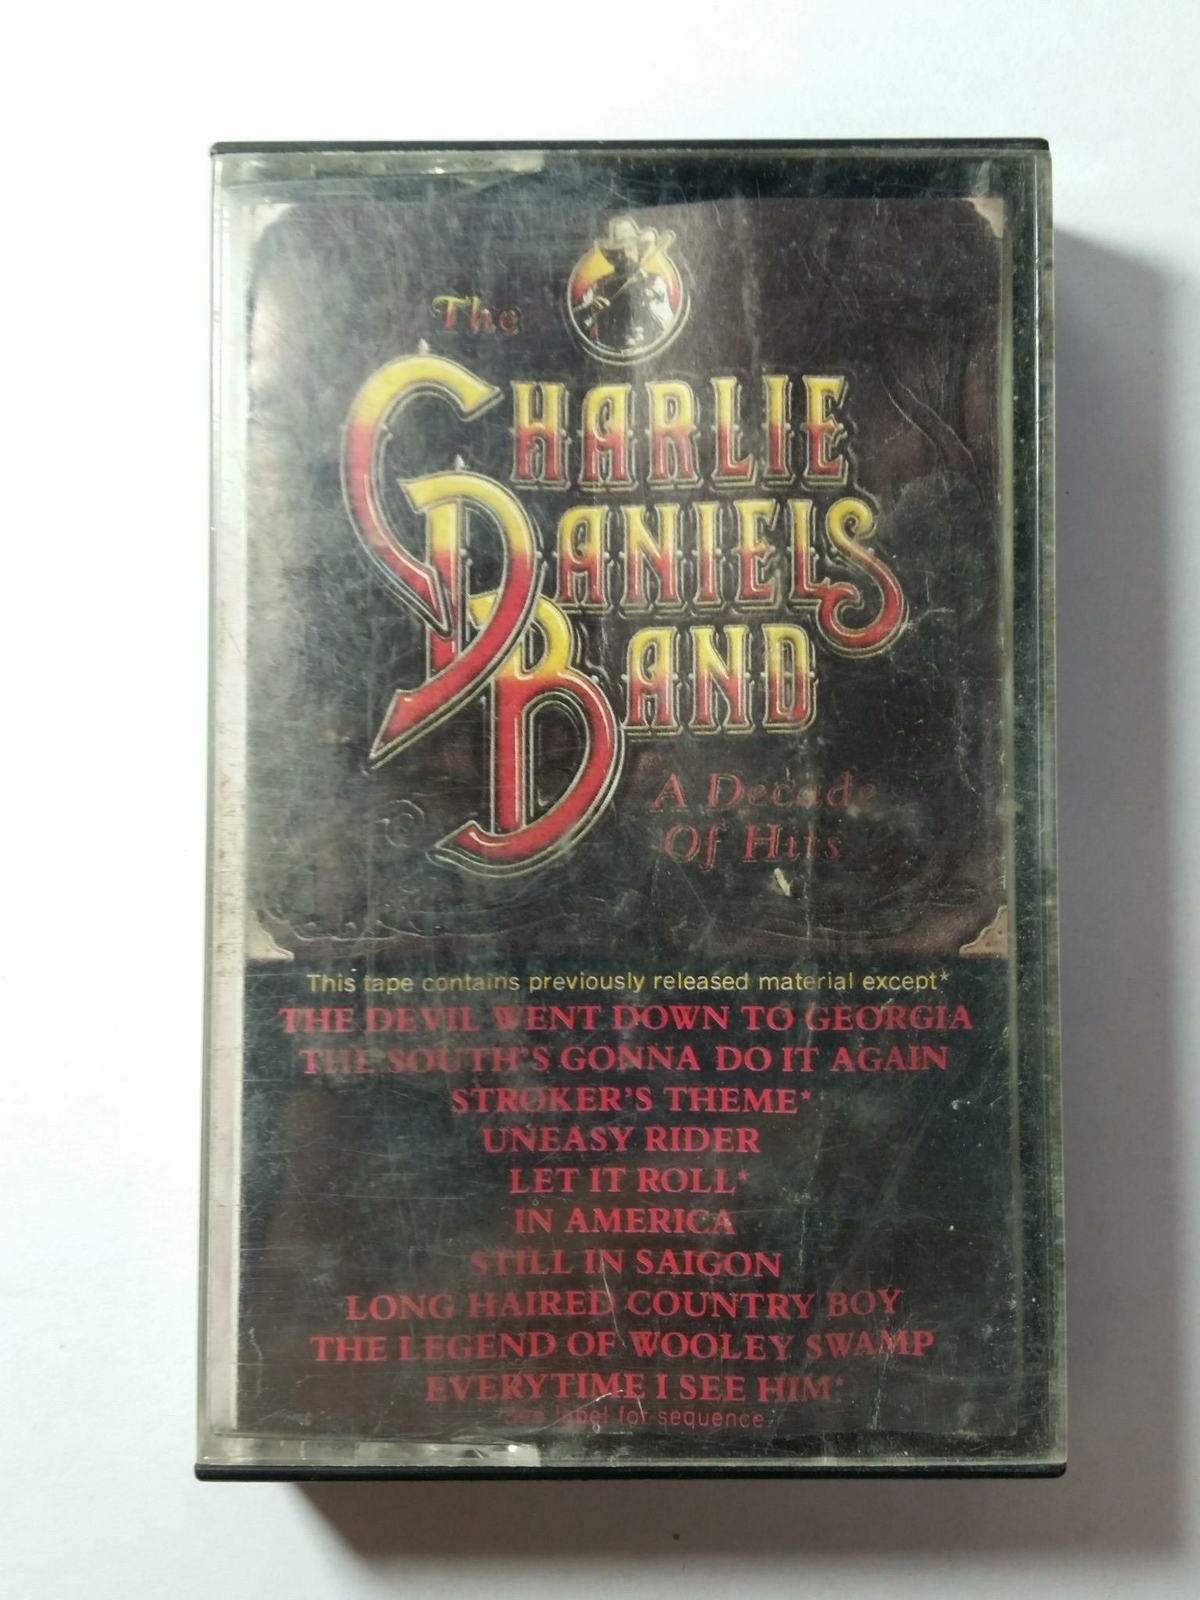 The
CHARLIE
DANIELS
BAND
A Decade
Of Hits
This tape contains previously released material except*
THE DEVIL WENT DOWN TO GEORGIA
THE SOUTH'S GONNA DO IT AGAIN
STROKER'S THEME*
UNEASY RIDER
LET IT ROLL*
IN AMERICA
STILL IN SAIGON
LONG HAIRED COUNTRY BOY
THE LEGEND OF WOOLEY SWAMP
EVERYTIME I SEE HIM*
See label for sequence